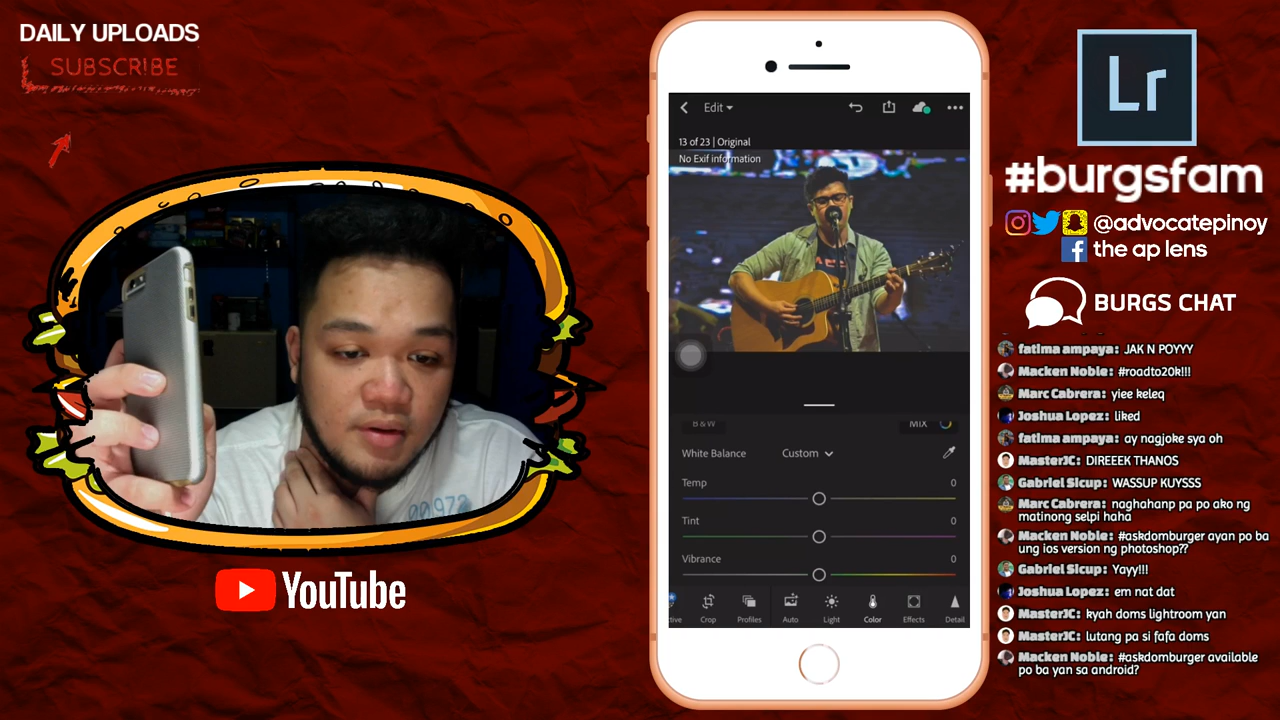 DAILY UPLOADS
SUBSCRIBE
00972
YouTube
Edit
13 of 23 | Original
No Exif information
B & W
MIX
White Balance
Custom
Temp
0
Tint
0
Vibrance
0
Crop
Profiles
Auto
Light
Color
Effects
Detail
Lr
#burgsfam
@advocatepinoy
the ap lens
BURGS CHAT
fatima ampaya: JAK N POYYY
Macken Noble: #roadto20k!!!
Marc Cabrera: yiee keleq
Joshua Lopez: liked
fatima ampaya: ay nagjoke sya oh
MasterJC: DIREEEK THANOS
Gabriel Sicup: WASSUP KUYSSS
Marc Cabrera: naghahanp pa po ako ng
matinong selpi haha
Macken Noble: #askdomburger ayan po ba
ung ios version ng photoshop??
Gabriel Sicup: Yayy!!!
Joshua Lopez: em nat dat
MasterJC: kyah doms lightroom yan
MasterJC: lutang pa si fafa doms
Macken Noble: #askdomburger available
po ba yan sa android?